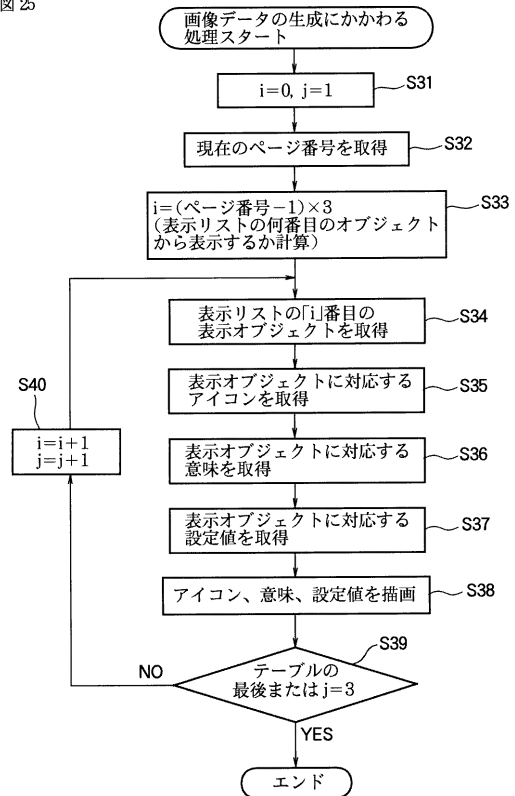 図 25
画像データの生成にかかわる
処理スタート
i=0, j=1
S31
現在のページ番号を取得
S32
i=(ページ番号-1)×3
(表示リストの何番目のオブジェクト
から表示するか計算)
S33
表示リストの「i」番目の
表示オブジェクトを取得
S34
表示オブジェクトに対応する
アイコンを取得
S35
S40
i=i+1
j=j+1
表示オブジェクトに対応する
意味を取得
S36
表示オブジェクトに対応する
設定値を取得
S37
アイコン、意味、設定値を描画
S38
S39
テーブルの
最後またはj=3
NO
YES
エンド